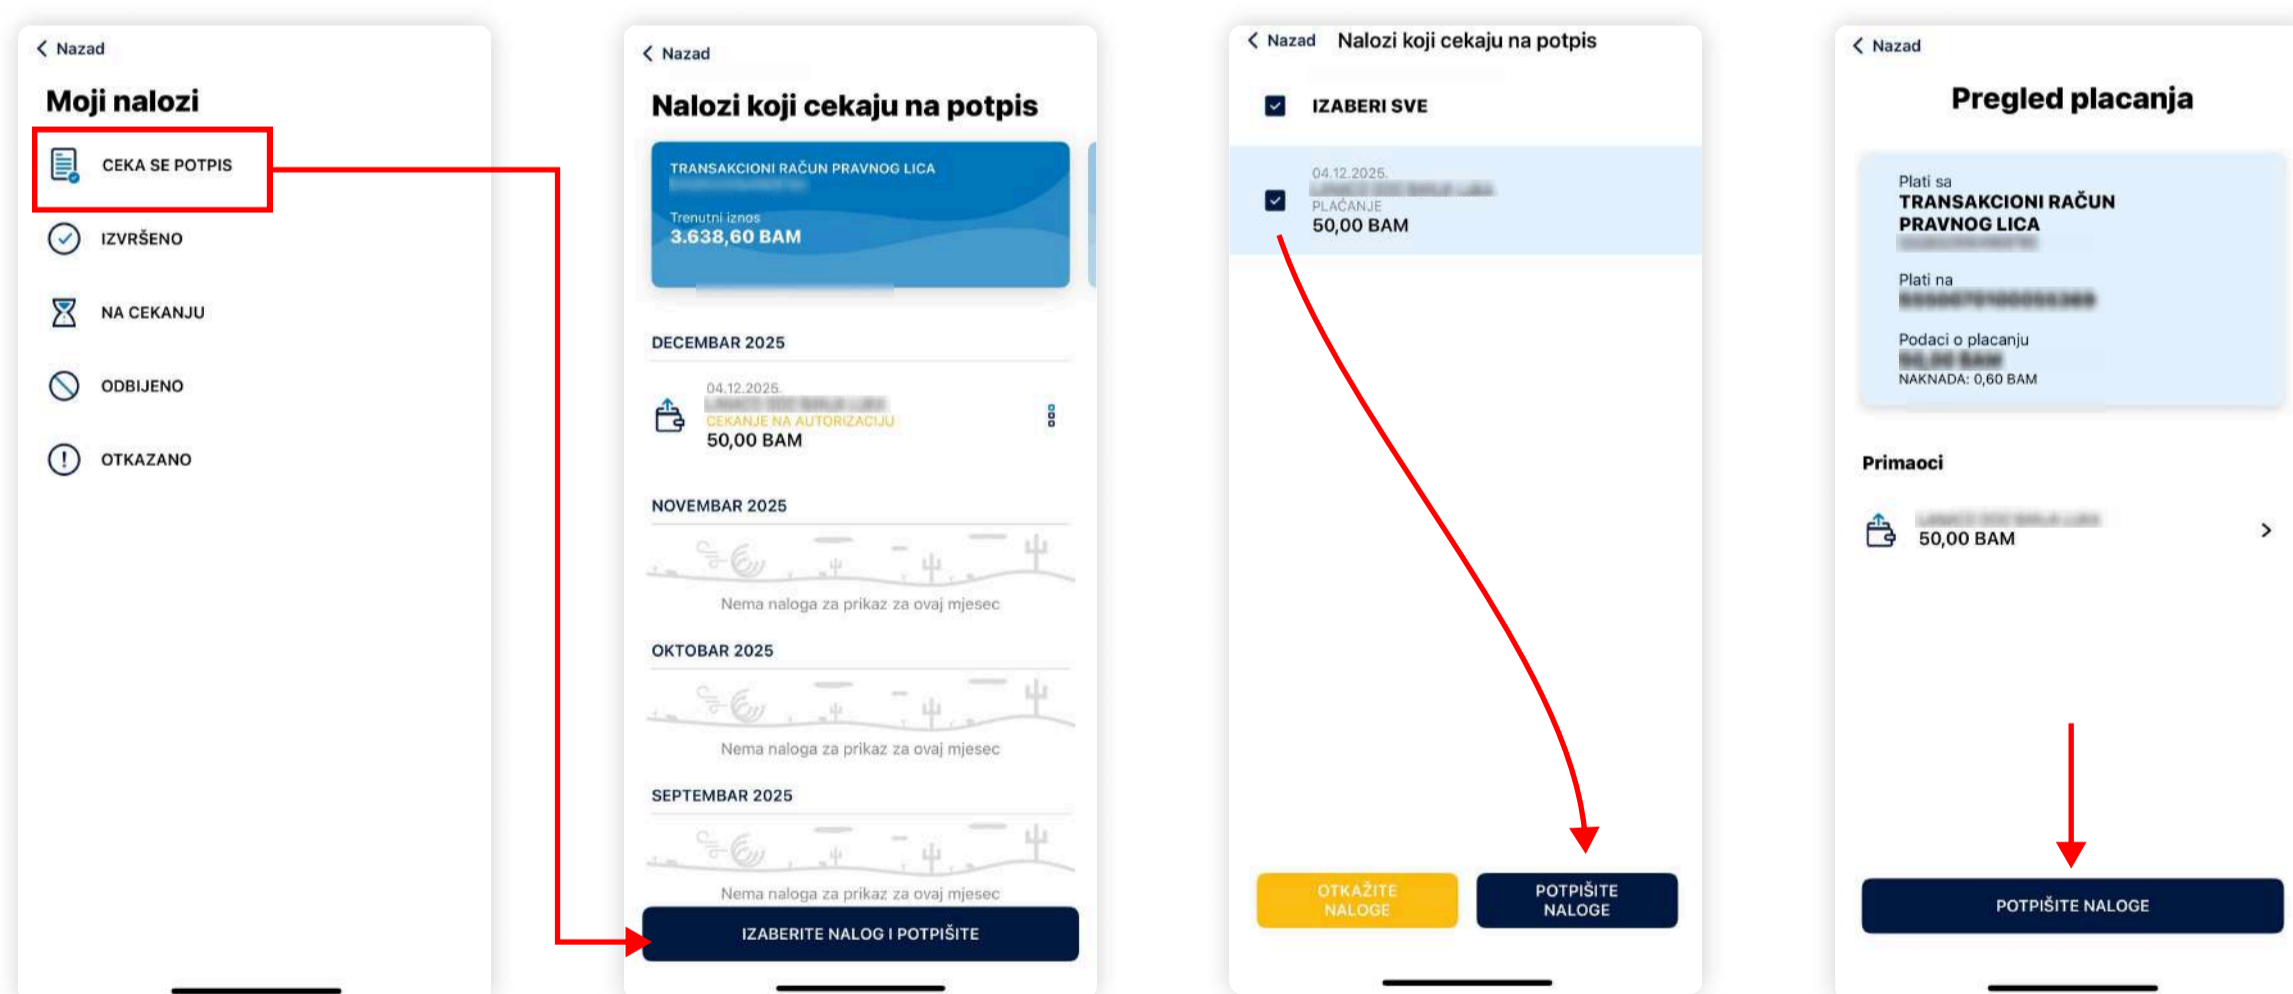 Nazad
Moji nalozi
CEKA SE POTPIS
IZVRŠENO
NA CEKANJU
ODBIJENO
OTKAZANO
Nazad
Nalozi koji cekaju na potpis
TRANSAKCIONI RAČUN PRAVNOG LICA
Trenutni iznos
3.638,60 BAM
DECEMBAR 2025
04.12.2025.
CEKANJE NA AUTORIZACIJU
50,00 BAM
NOVEMBAR 2025
Nema naloga za prikaz za ovaj mjesec
OKTOBAR 2025
Nema naloga za prikaz za ovaj mjesec
SEPTEMBAR 2025
Nema naloga za prikaz za ovaj mjesec
IZABERITE NALOG I POTPIŠITE
Nazad Nalozi koji cekaju na potpis
IZABERI SVE
04.12.2025.
PLAĆANJE
50,00 BAM
OTKAŽITE
NALOGE
POTPIŠITE
NALOGE
Nazad
Pregled placanja
Plati sa
TRANSAKCIONI RAČUN
PRAVNOG LICA
Plati na
Podaci o placanju
NAKNADA: 0,60 BAM
Primaoci
50,00 BAM
POTPIŠITE NALOGE